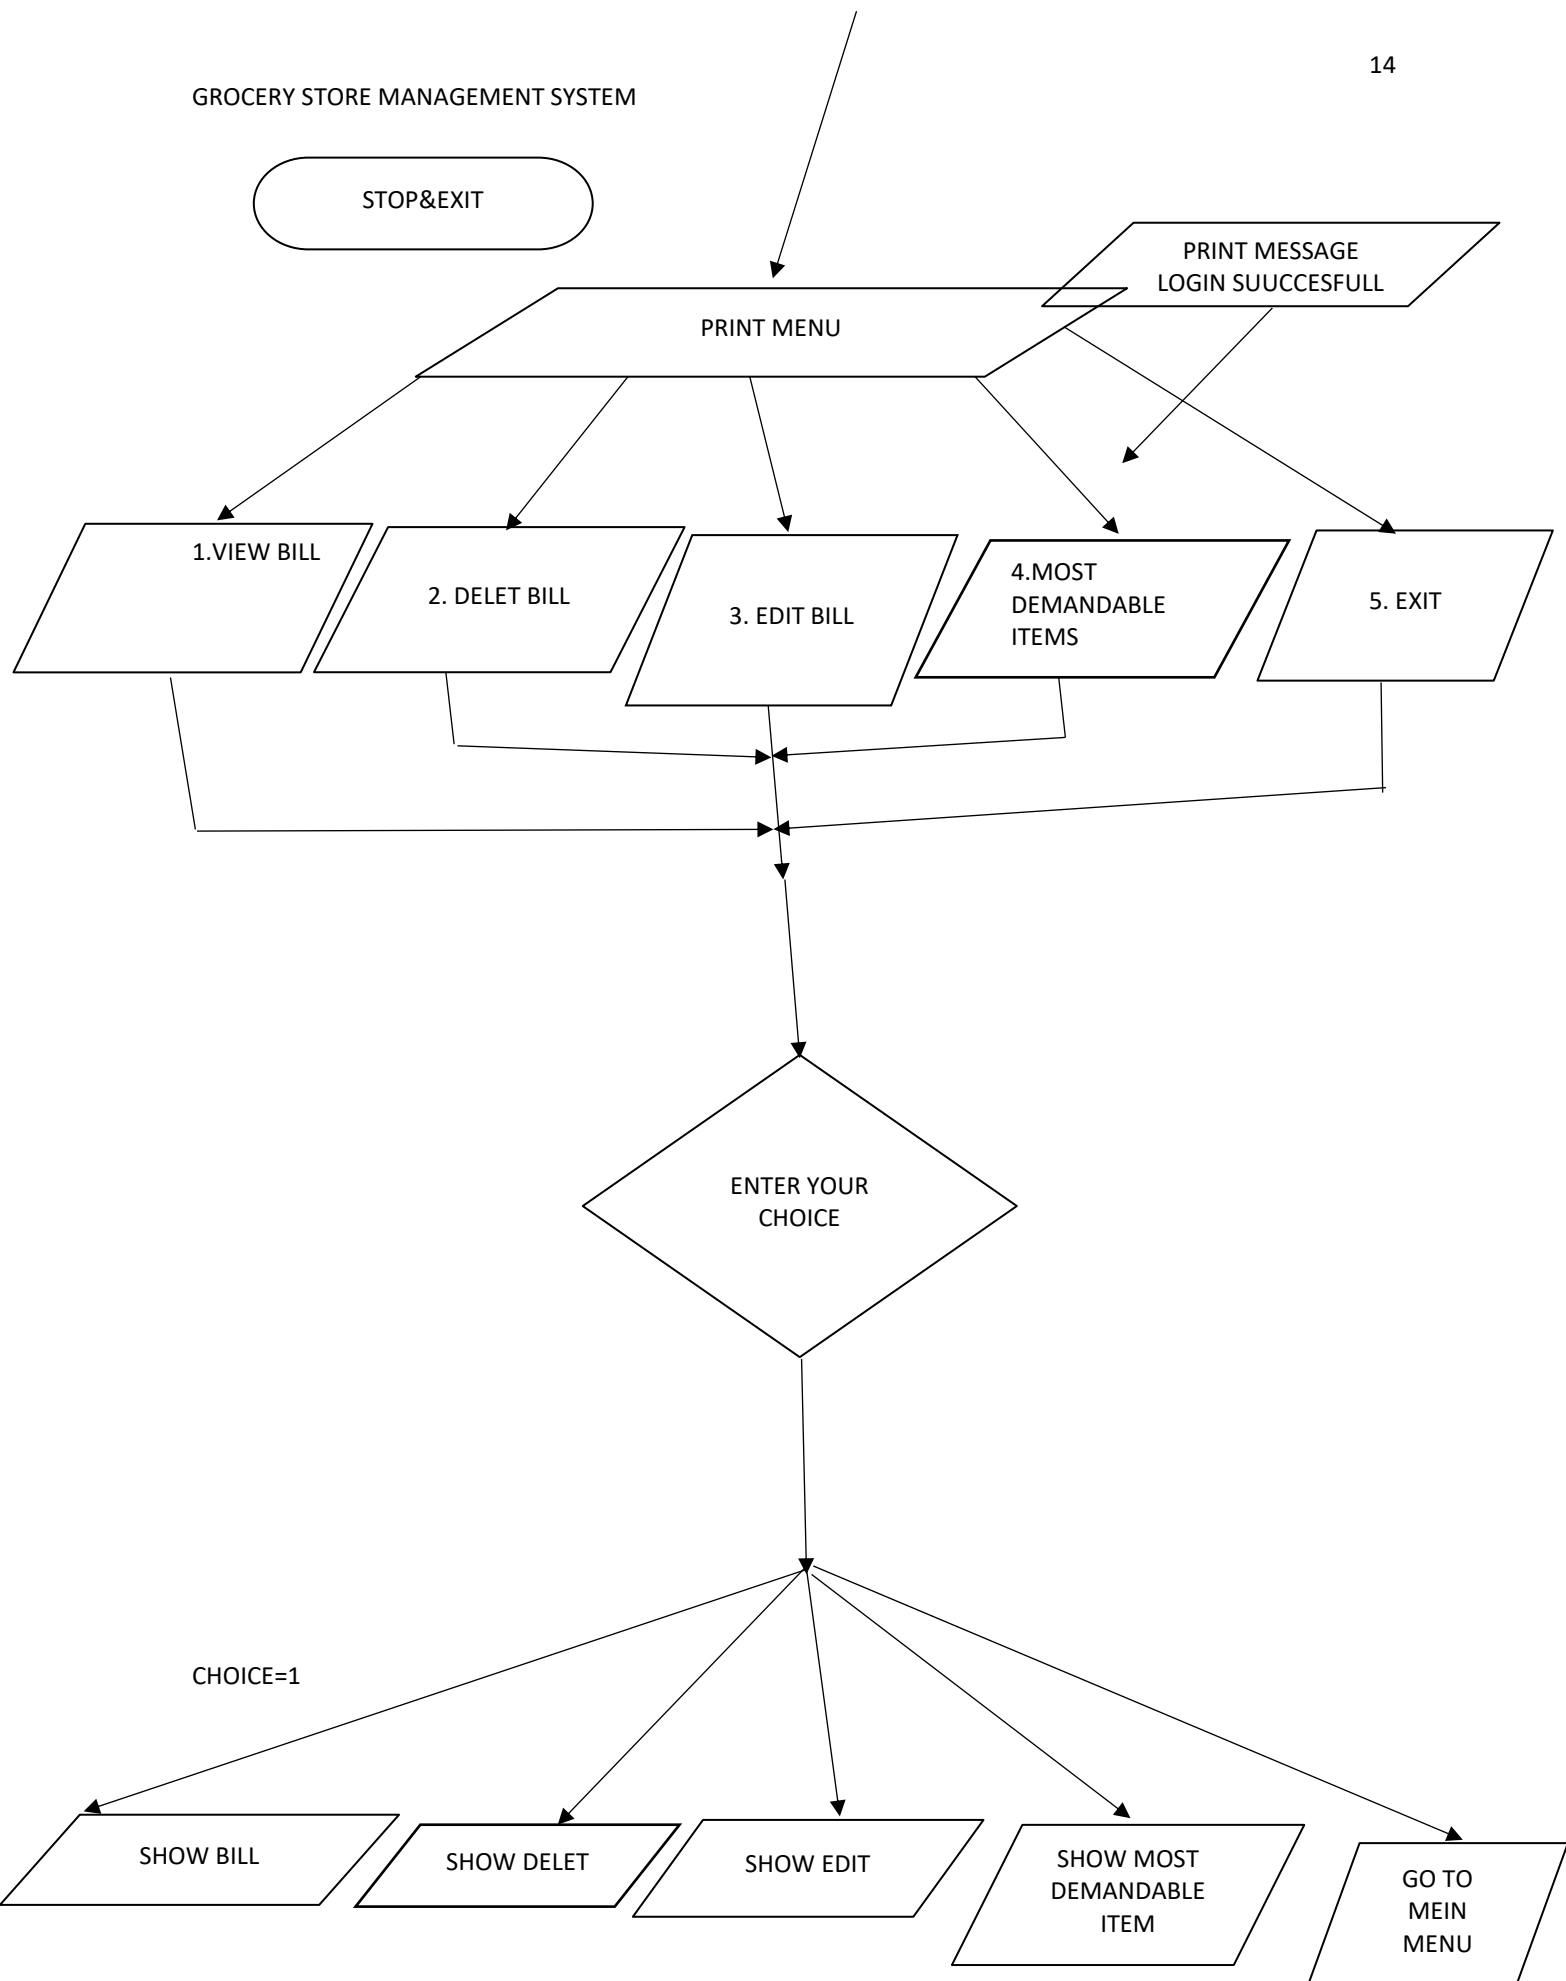 14
GROCERY STORE MANAGEMENT SYSTEM
STOP&EXIT
PRINT MESSAGE
LOGIN SUUCCESFULL
PRINT MENU
1.VIEW BILL
2. DELET BILL
3. EDIT BILL
4.MOST
DEMANDABLE
ITEMS
5. EXIT
ENTER YOUR
CHOICE
CHOICE=1
SHOW BILL
SHOW DELET
SHOW EDIT
SHOW MOST
DEMANDABLE
ITEM
GO TO
MEIN
MENU